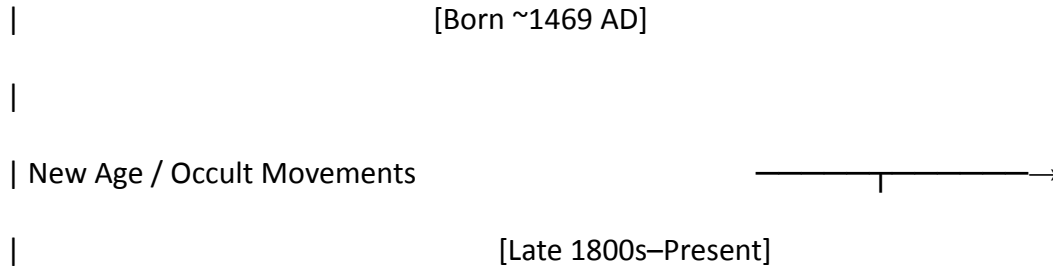 | [Born ~1469 AD]
|
| New Age / Occult Movements ────────┬─────────→
| [Late 1800s–Present]